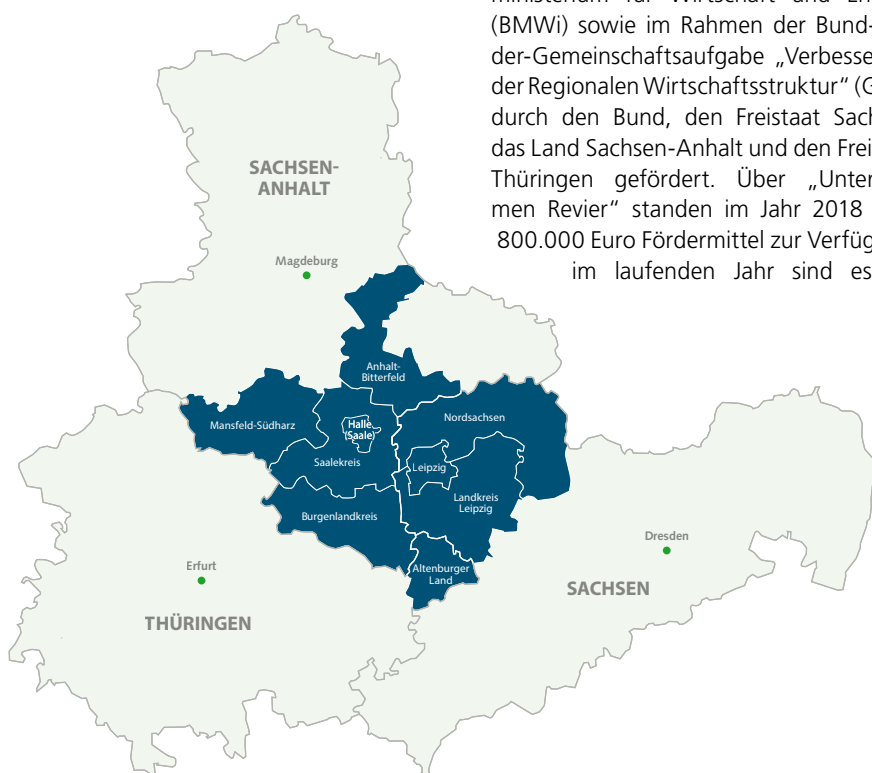 (BMWi) sowie im Rahmen der Bund-
der-Gemeinschaftsaufgabe „Verbesse
der Regionalen Wirtschaftsstruktur“ (G
durch den Bund, den Freistaat Sach
das Land Sachsen-Anhalt und den Frei
Thüringen gefördert. Über „Unter
men Revier“ standen im Jahr 2018
800.000 Euro Fördermittel zur Verfüg
im laufenden Jahr sind es
SACHSEN-
ANHALT
Magdeburg
Anhalt-
Bitterfeld
Mansfeld-Südharz
Halle
(Saale)
Nordsachsen
Saalekreis
Leipzig
Landkreis
Leipzig
Burgenlandkreis
Dresden
Erfurt
Altenburger
Land
SACHSEN
THÜRINGEN